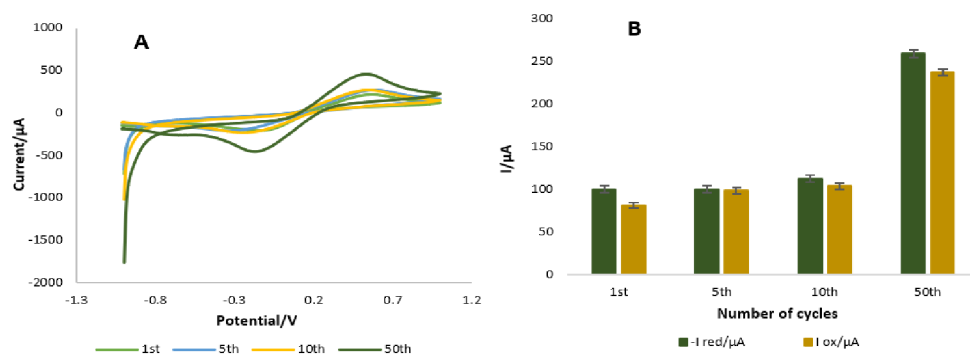 A
1000
500
0
-500
-1000
-1500
-2000
Current/µA
-1.3 -0.8 -0.3 0.2 0.7 1.2
Potential/V
1st 5th 10th 50th
B
300
250
200
150
100
50
0
I/µA
1st 5th 10th 50th
Number of cycles
-I red/µA I ox/µA